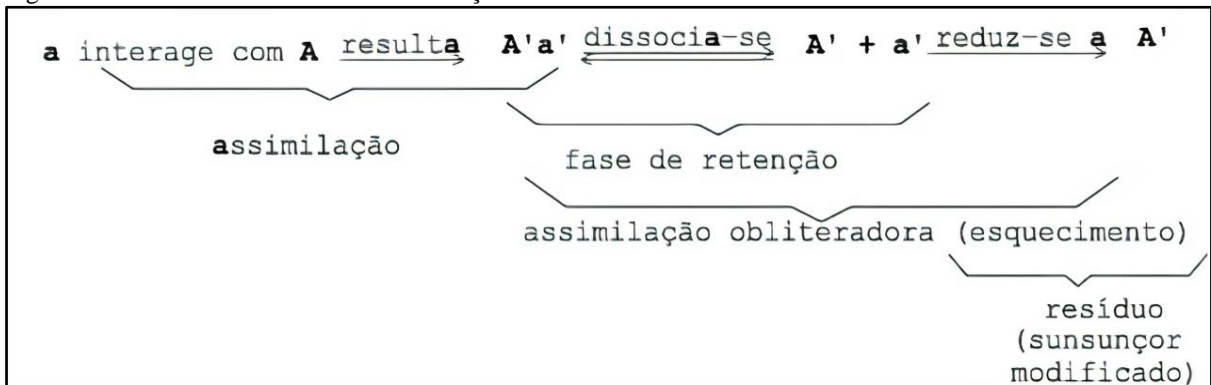 a interage com A resulta A'a' dissocia-se A' + a' reduz-se a A'
assimilação
fase de retenção
assimilação obliteradora (esquecimento)
resíduo
(sunsunçor
modificado)